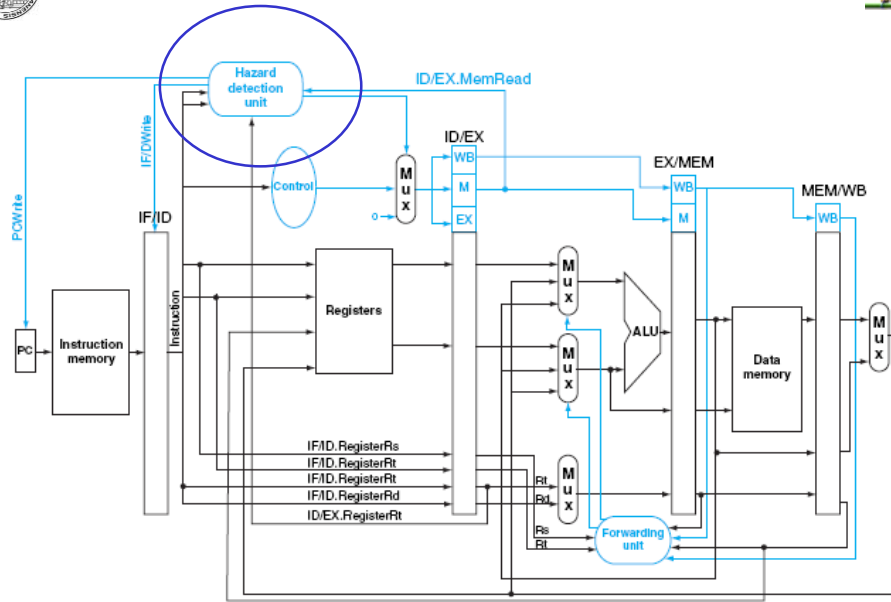 Hazard
detection
unit
ID/EX.MemRead
IF/DWrite
PCWrite
Control
0
M
u
x
ID/EX
WB
M
EX
EX/MEM
WB
M
MEM/WB
WB
IF/ID
PC
Instruction
memory
Instruction
Registers
M
u
x
M
u
x
ALU
Data
memory
M
u
x
IF/ID.RegisterRs
IF/ID.RegisterRt
IF/ID.RegisterRt
IF/ID.RegisterRd
ID/EX.RegisterRt
Rt
Rd
M
u
x
Rs
Rt
Forwarding
unit